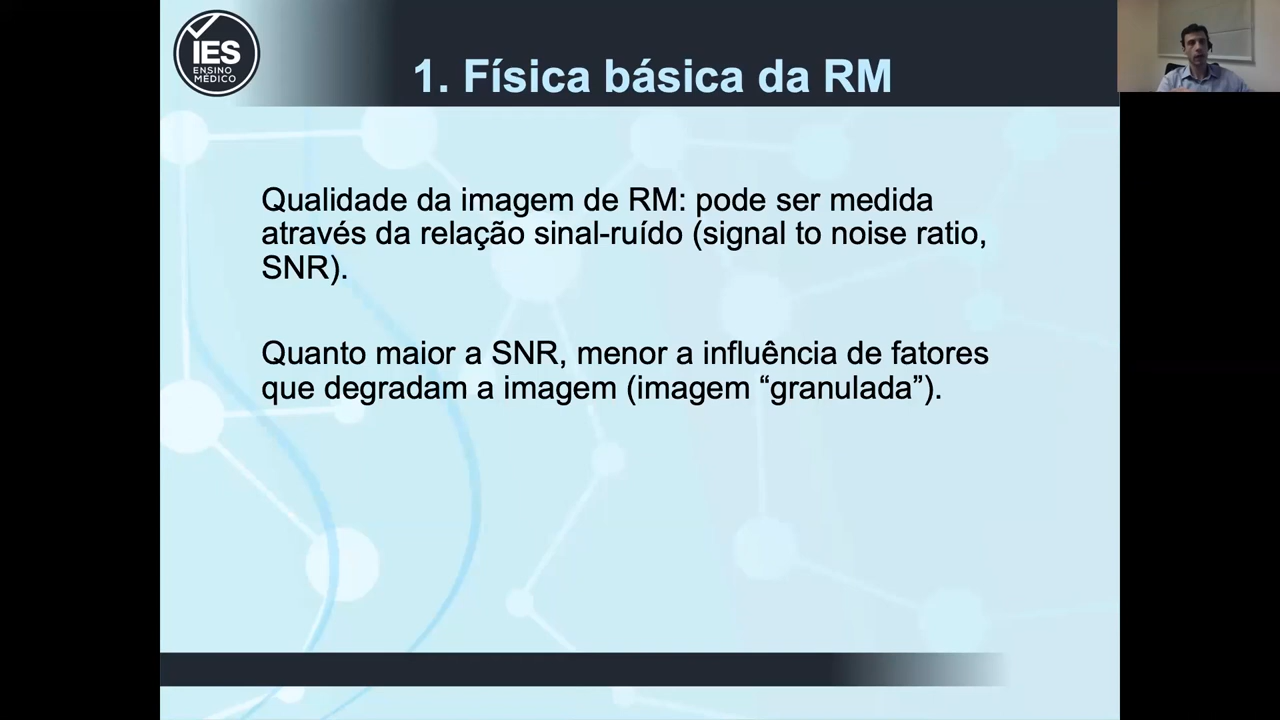 IES
ENSINO
MÉDICO
1. Física básica da RM
Qualidade da imagem de RM: pode ser medida
através da relação sinal-ruído (signal to noise ratio,
SNR).
Quanto maior a SNR, menor a influência de fatores
que degradam a imagem (imagem “granulada”).